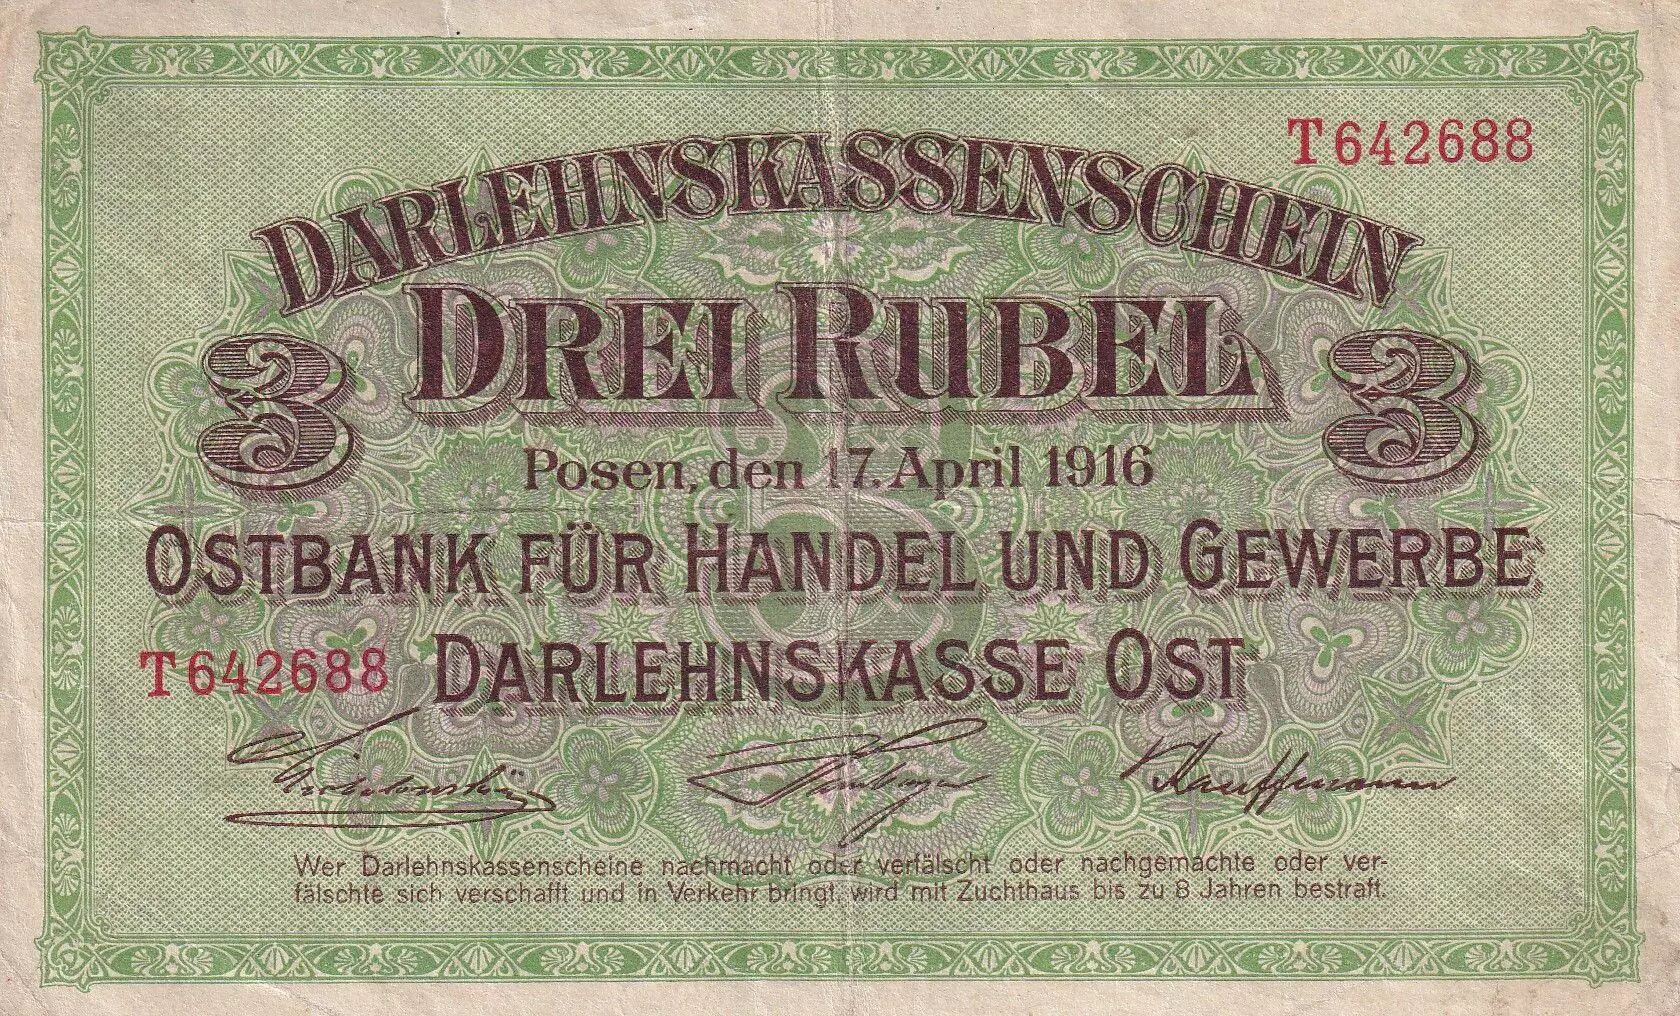 T642688
DARLEHNSKASSENSCHEIN
3 DREI RUBEL 3
Posen, den 17. April 1916
OSTBANK FÜR HANDEL UND GEWERBE
T642688 DARLEHNSKASSE OST
Kauffmann
Wer Darlehnskassenscheine nachmacht oder verfälscht oder nachgemachte oder ver-
fälschte sich verschafft und in Verkehr bringt, wird mit Zuchthaus bis zu 8 Jahren bestraft.